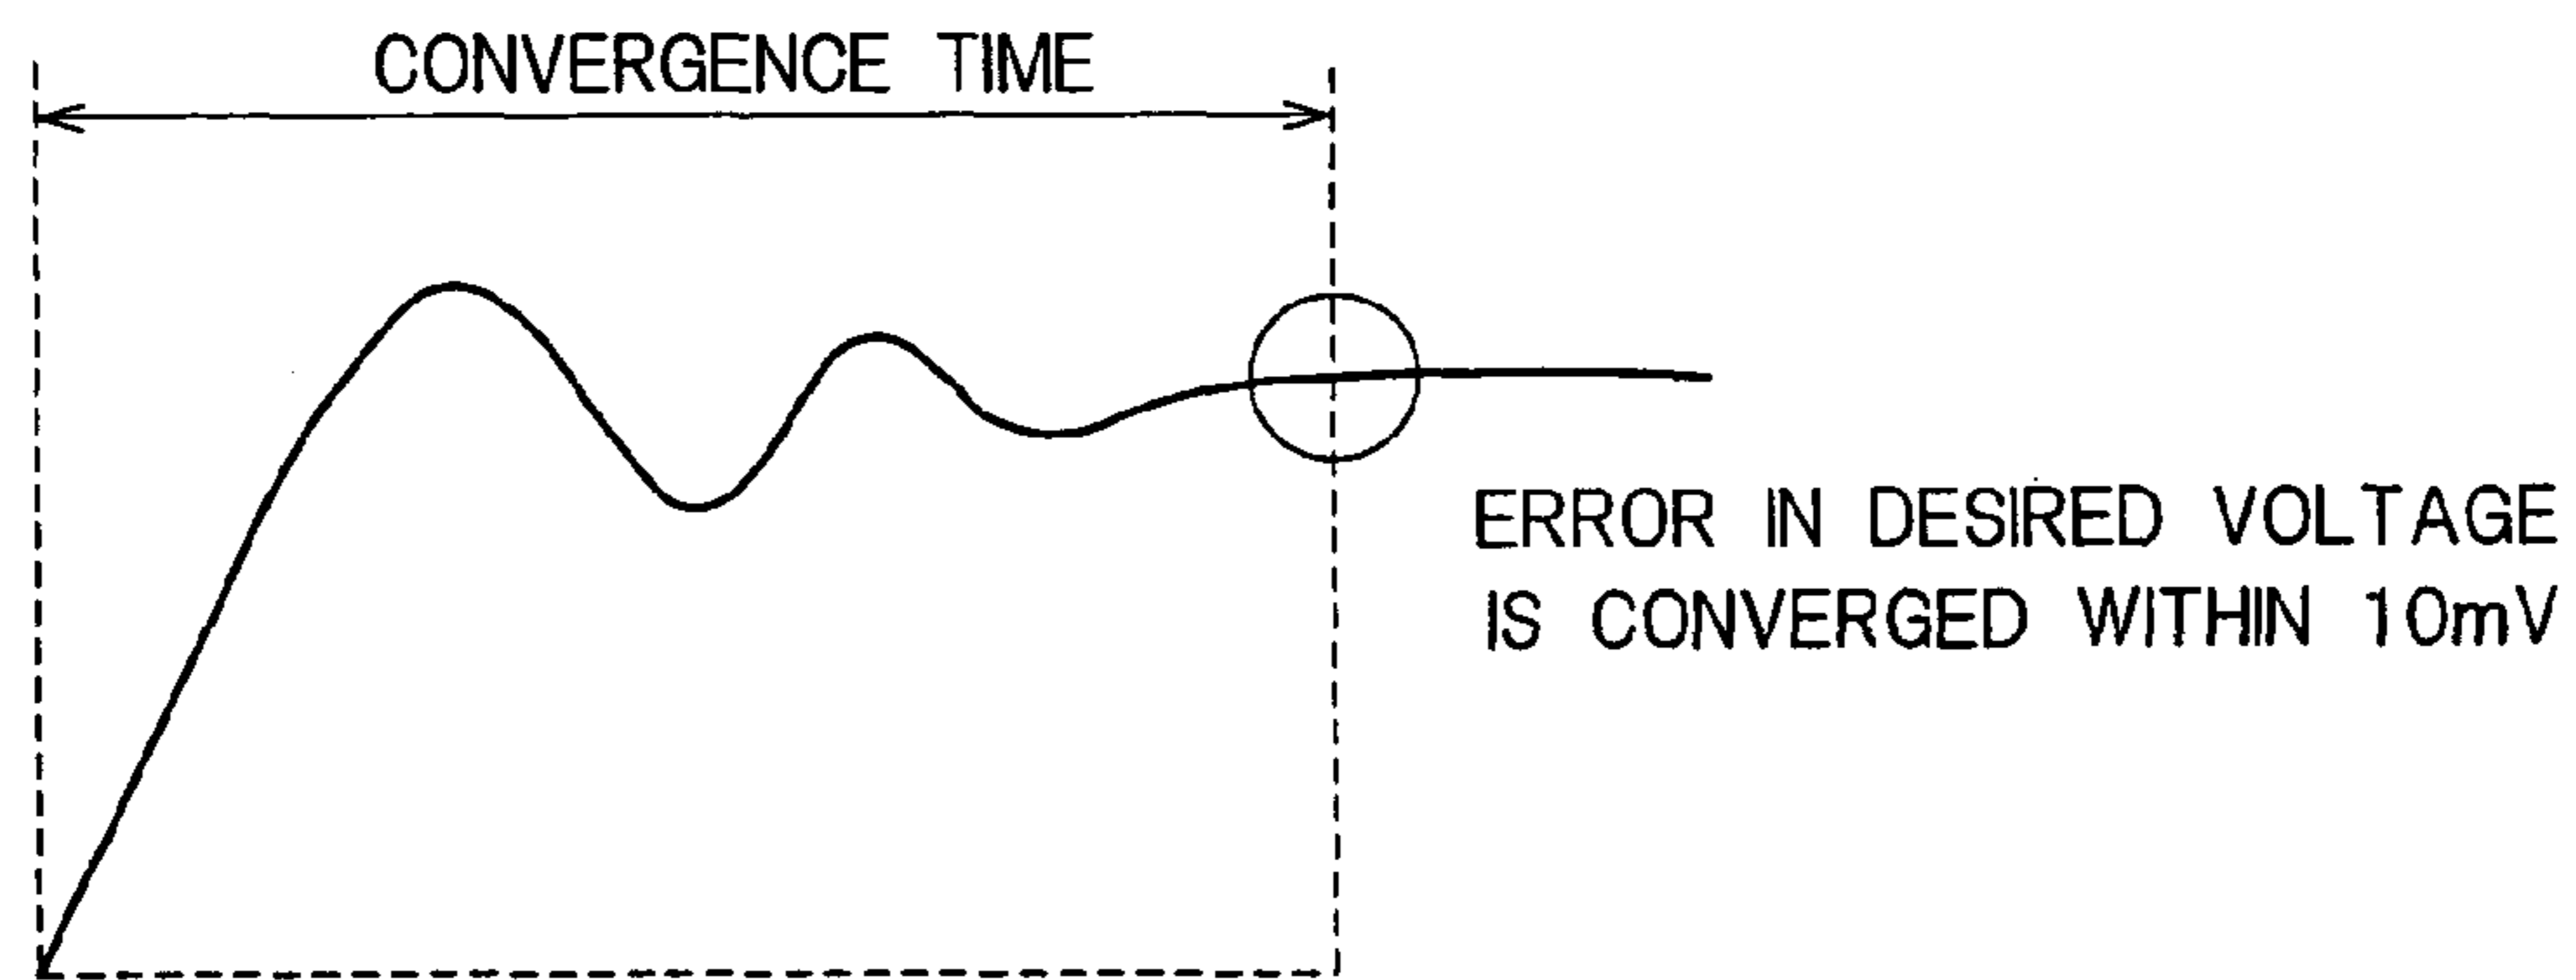 CONVERGENCE TIME
ERROR IN DESIRED VOLTAGE
IS CONVERGED WITHIN 10mV